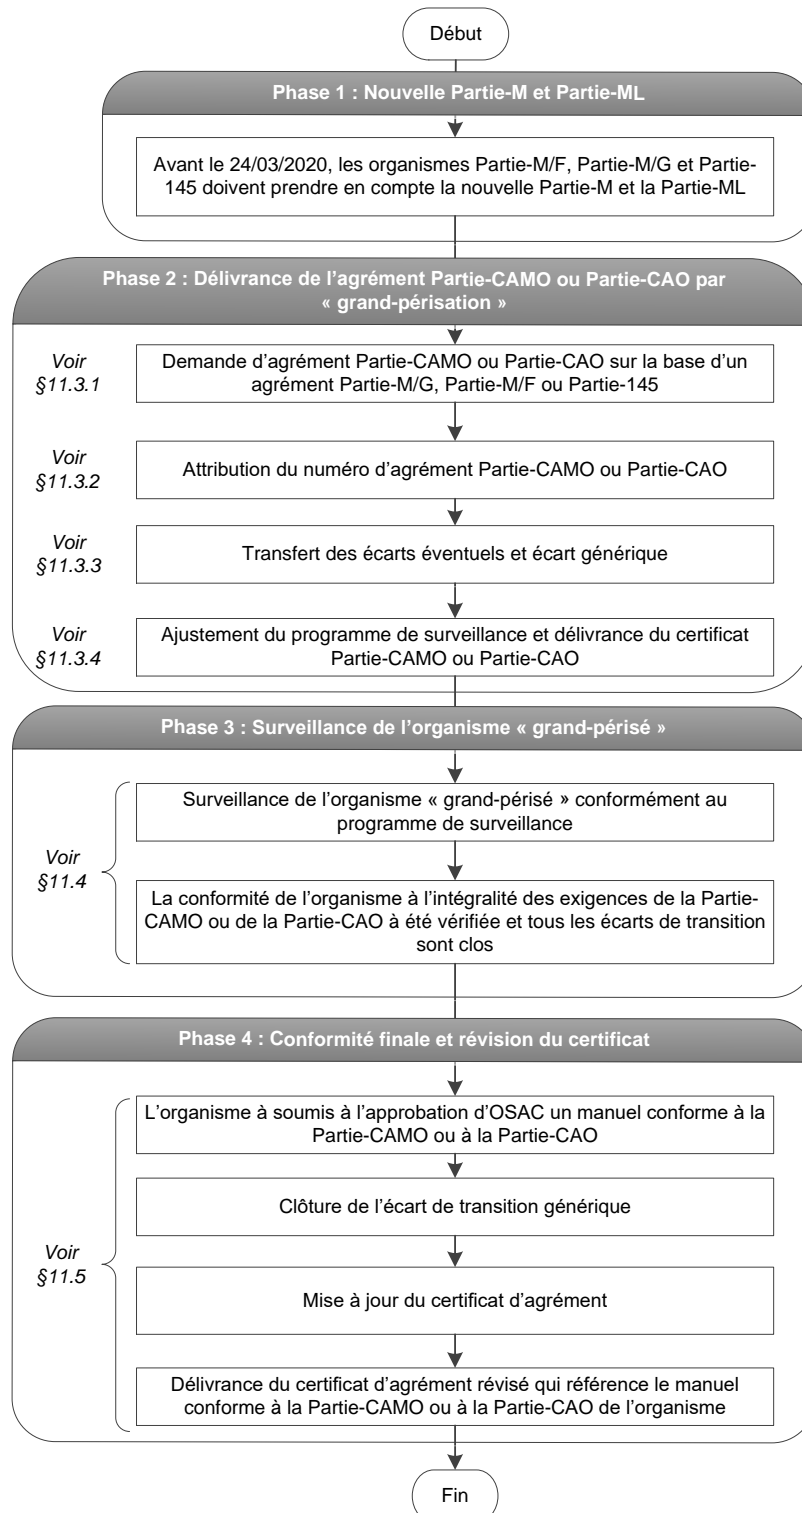 Début
Phase 1 : Nouvelle Partie-M et Partie-ML
Avant le 24/03/2020, les organismes Partie-M/F, Partie-M/G et Partie-
145 doivent prendre en compte la nouvelle Partie-M et la Partie-ML
Phase 2 : Délivrance de l'agrément Partie-CAMO ou Partie-CAO par
« grand-périsation »
Voir
§11.3.1
Demande d'agrément Partie-CAMO ou Partie-CAO sur la base d'un
agrément Partie-M/G, Partie-M/F ou Partie-145
Voir
§11.3.2
Attribution du numéro d'agrément Partie-CAMO ou Partie-CAO
Voir
§11.3.3
Transfert des écarts éventuels et écart générique
Voir
§11.3.4
Ajustement du programme de surveillance et délivrance du certificat
Partie-CAMO ou Partie-CAO
Phase 3 : Surveillance de l'organisme « grand-périsé »
Voir
§11.4
Surveillance de l'organisme « grand-périsé » conformément au
programme de surveillance
La conformité de l'organisme à l'intégralité des exigences de la Partie-
CAMO ou de la Partie-CAO à été vérifiée et tous les écarts de transition
sont clos
Phase 4 : Conformité finale et révision du certificat
Voir
§11.5
L'organisme à soumis à l'approbation d'OSAC un manuel conforme à la
Partie-CAMO ou à la Partie-CAO
Clôture de l'écart de transition générique
Mise à jour du certificat d'agrément
Délivrance du certificat d'agrément révisé qui référence le manuel
conforme à la Partie-CAMO ou à la Partie-CAO de l'organisme
Fin